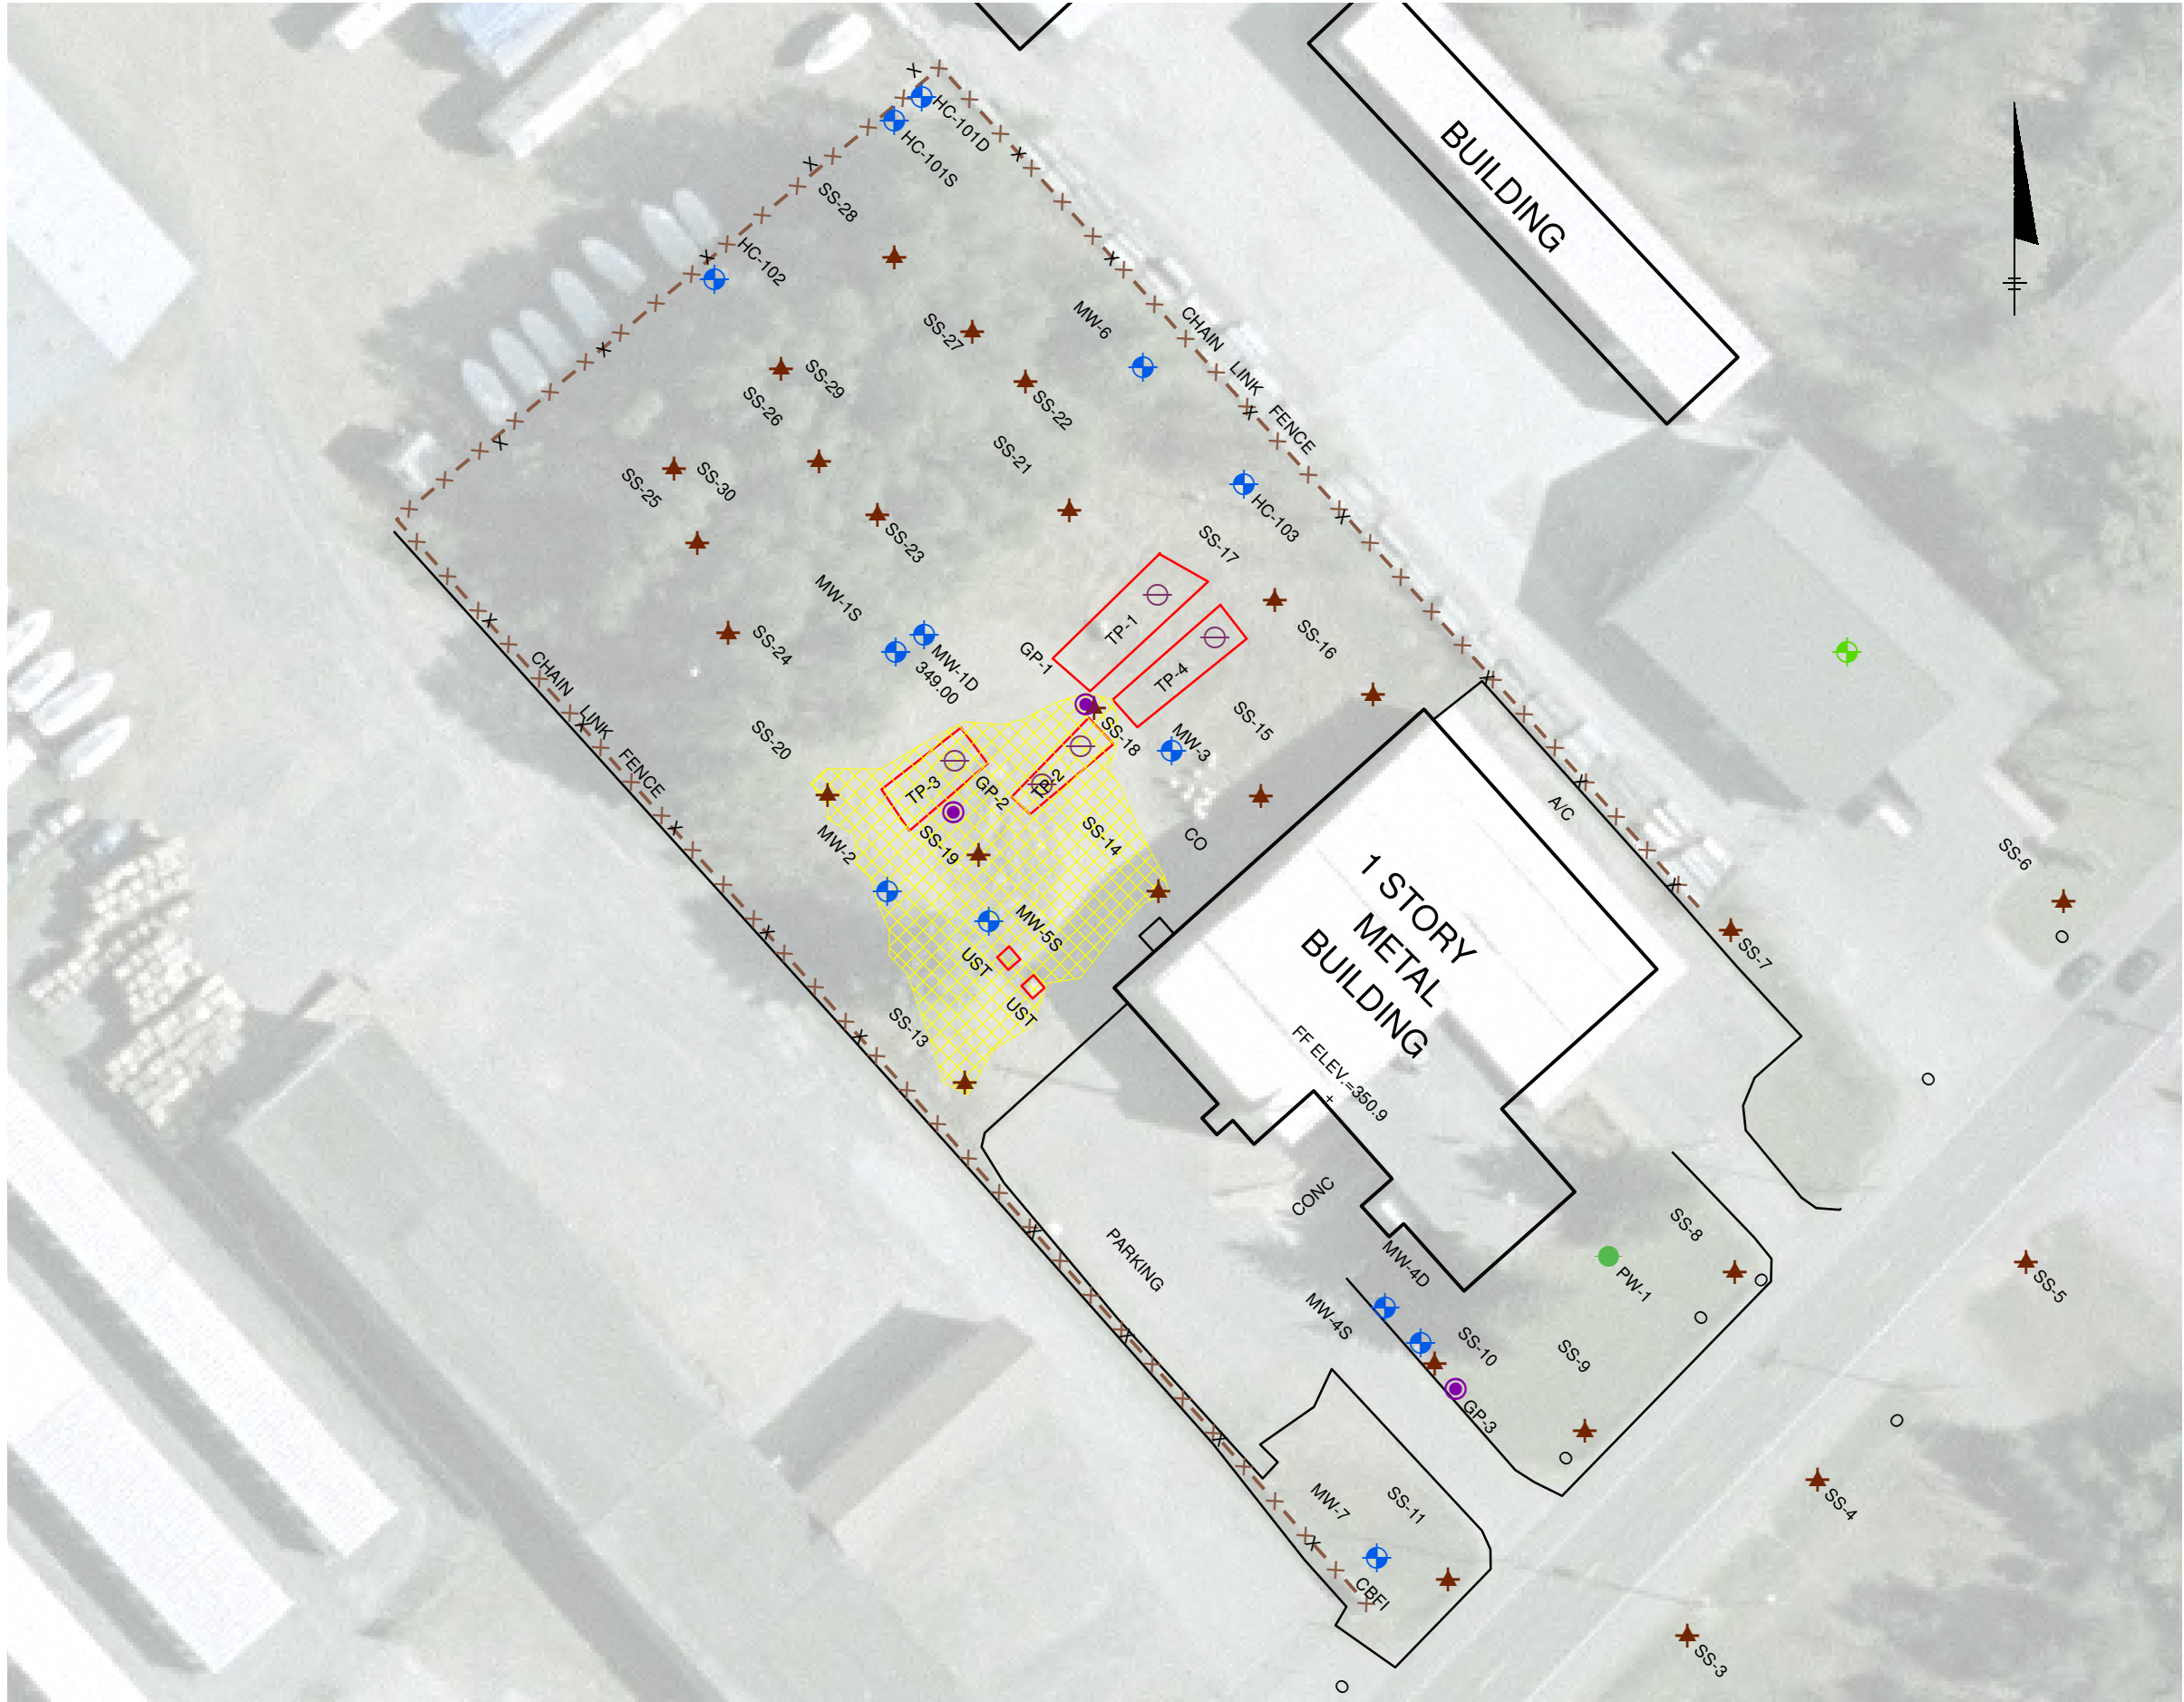 BUILDING
HC-101D
HC-101S
SS-28
HC-102
SS-27
MW-6
CHAIN LINK FENCE
SS-29
SS-26
SS-22
SS-21
SS-25
SS-30
HC-103
SS-23
SS-17
MW-1S
TP-1
SS-16
GP-1
SS-24
MW-1D
349.00
TP-4
CHAIN LINK FENCE
SS-20
SS-18
MW-3
SS-15
TP-3
GP-2
TP-2
A/C
MW-2
SS-19
SS-14
CO
SS-6
1 STORY
METAL
BUILDING
MW-5S
UST
UST
SS-7
SS-13
FF ELEV.=350.9
CONC
SS-8
PARKING
MW-4D
PW-1
SS-5
MW-4S
SS-10
SS-9
GP-3
MW-7
SS-11
SS-4
CBFI
SS-3